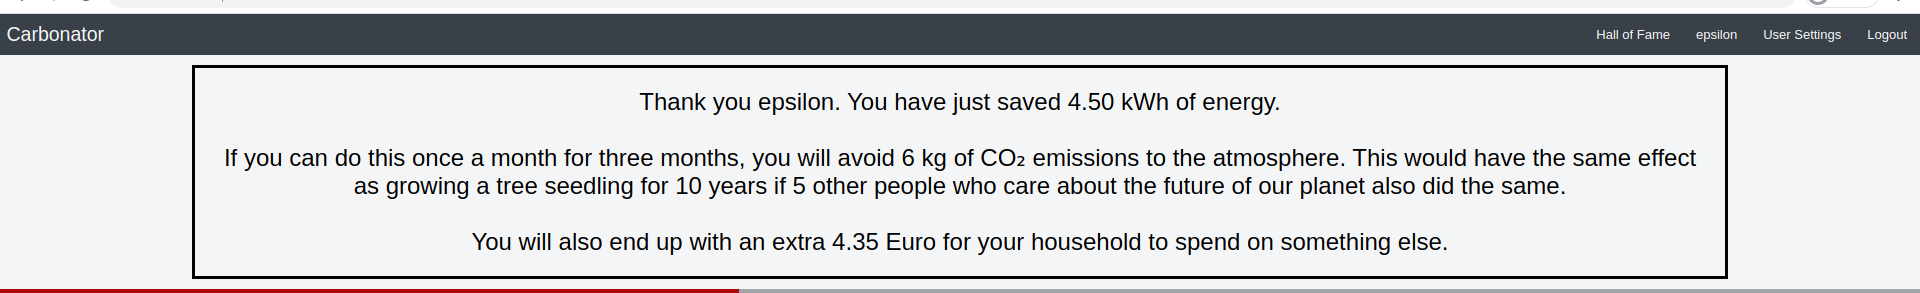 Carbonator
Hall of Fame epsilon User Settings Logout
Thank you epsilon. You have just saved 4.50 kWh of energy.
If you can do this once a month for three months, you will avoid 6 kg of CO₂ emissions to the atmosphere. This would have the same effect
as growing a tree seedling for 10 years if 5 other people who care about the future of our planet also did the same.
You will also end up with an extra 4.35 Euro for your household to spend on something else.